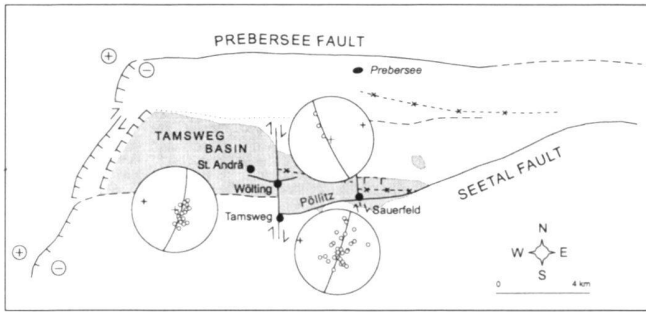 PREBERSEE FAULT
Prebersee
TAMSWEG
BASIN
St. Andrä
Wölting
Pöllitz
Tamsweg
Sauerfeld
SEETAL FAULT
N
W E
S
0 4 km